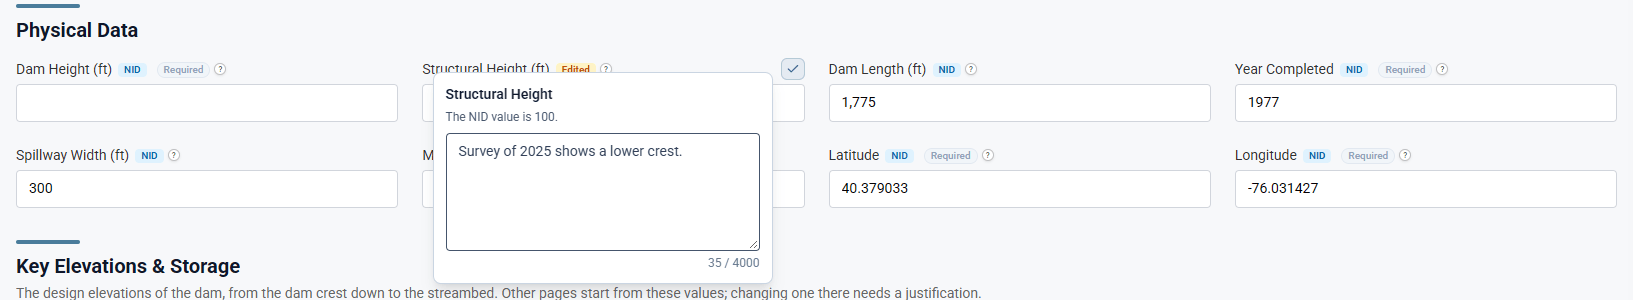 Physical Data
Dam Height (ft) NID Required ?
Structural Height (ft) Edited ?
Dam Length (ft) NID ?
1,775
Year Completed NID Required ?
1977
Structural Height
The NID value is 100.
Survey of 2025 shows a lower crest.
35 / 4000
Spillway Width (ft) NID ?
300
M
Latitude NID Required ?
40.379033
Longitude NID Required ?
-76.031427
Key Elevations & Storage
The design elevations of the dam, from the dam crest down to the streambed. Other pages start from these values; changing one there needs a justification.